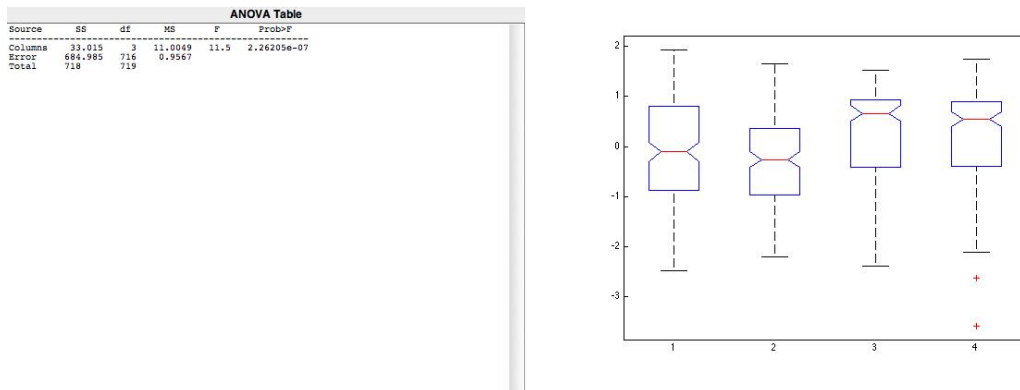 ANOVA Table
Source SS df MS F Prob>F
Columns 33.015 3 11.0049 11.5 2.26205e-07
Error 684.985 716 0.9567
Total 718 719
2
1
0
-1
-2
-3
1 2 3 4